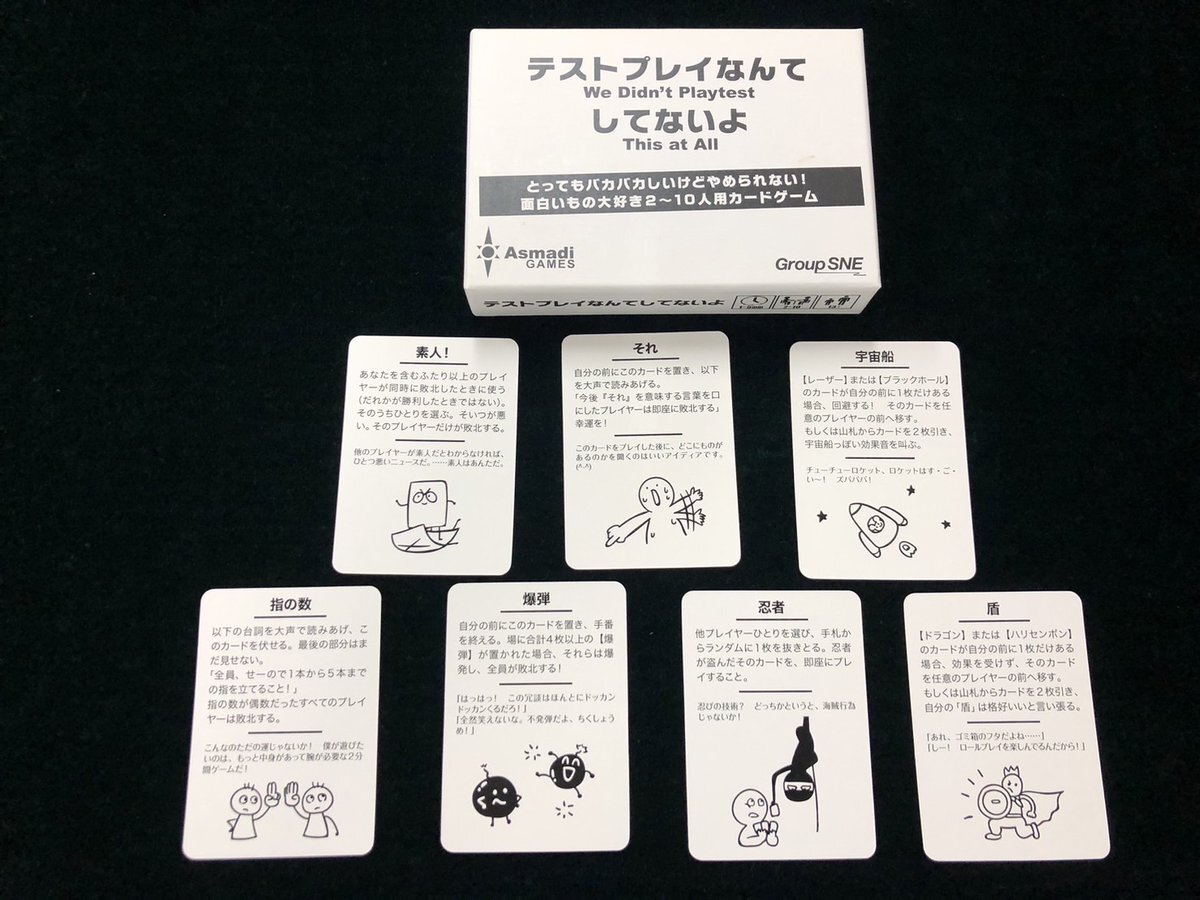 テストプレイなんて
We Didn't Playtest
してないよ
This at All
とってもバカバカしいけどやめられない！
面白いもの大好き2～10人用カードゲーム
Asmadi
GAMES
Group SNE
テストプレイなんてしてないよ
素人！
あなたを含むふたり以上のプレイ
ヤーが同時に敗北したときに使う
（だれかが勝利したときではない）。
そのうちひとりを選ぶ。そいつが悪
い。そのプレイヤーだけが敗北する。
他のプレイヤーが素人だとわからなければ、
ひとつ悪いニュースだ。……素人はあんただ。
それ
自分の前にこのカードを置き、以下
を大声で読みあげる。
「今後『それ』を意味する言葉を口
にしたプレイヤーは即座に敗北する」
幸運を！
このカードをプレイした後に、どこにものが
あるのかを聞くのはいいアイディアです。
(^-^)
宇宙船
【レーザー】または【ブラックホール】
のカードが自分の前に1枚だけある
場合、回避する！　そのカードを任
意のプレイヤーの前へ移す。
もしくは山札からカードを2枚引き、
宇宙船っぽい効果音を叫ぶ。
チューチューロケット、ロケットはす・ご・
い～！　ズババババ！
指の数
以下の台詞を大声で読みあげ、こ
のカードを伏せる。最後の部分はま
だ見せない。
「全員、せーので1本から5本まで
の指を立てること！」
指の数が偶数だったすべてのプレイ
ヤーは敗北する。
こんなのただの運じゃないか！　僕が遊びた
いのは、もっと中身があって腕が必要な2分
間ゲームだ！
爆弾
自分の前にこのカードを置き、手番
を終える。場に合計4枚以上の【爆
弾】が置かれた場合、それらは爆
発し、全員が敗北する！
「はっはっ！　この冗談はほんとにドッカン
ドッカンくるだろ！」
「全然笑えないな。不発弾だよ、ちくしょう
め！」
忍者
他プレイヤーひとりを選び、手札か
らランダムに1枚を抜きとる。忍者
が盗んだそのカードを、即座にプレ
イすること。
忍びの技術？　どっちかというと、海賊行為
じゃないか！
盾
【ドラゴン】または【ハリセンボン】
のカードが自分の前に1枚だけある
場合、効果を受けず、そのカード
を任意のプレイヤーの前へ移す。
もしくは山札からカードを2枚引き、
自分の「盾」は格好いいと言い張る。
「あれ、ゴミ箱のフタだよね……」
「しー！　ロールプレイを楽しんでるんだから！」